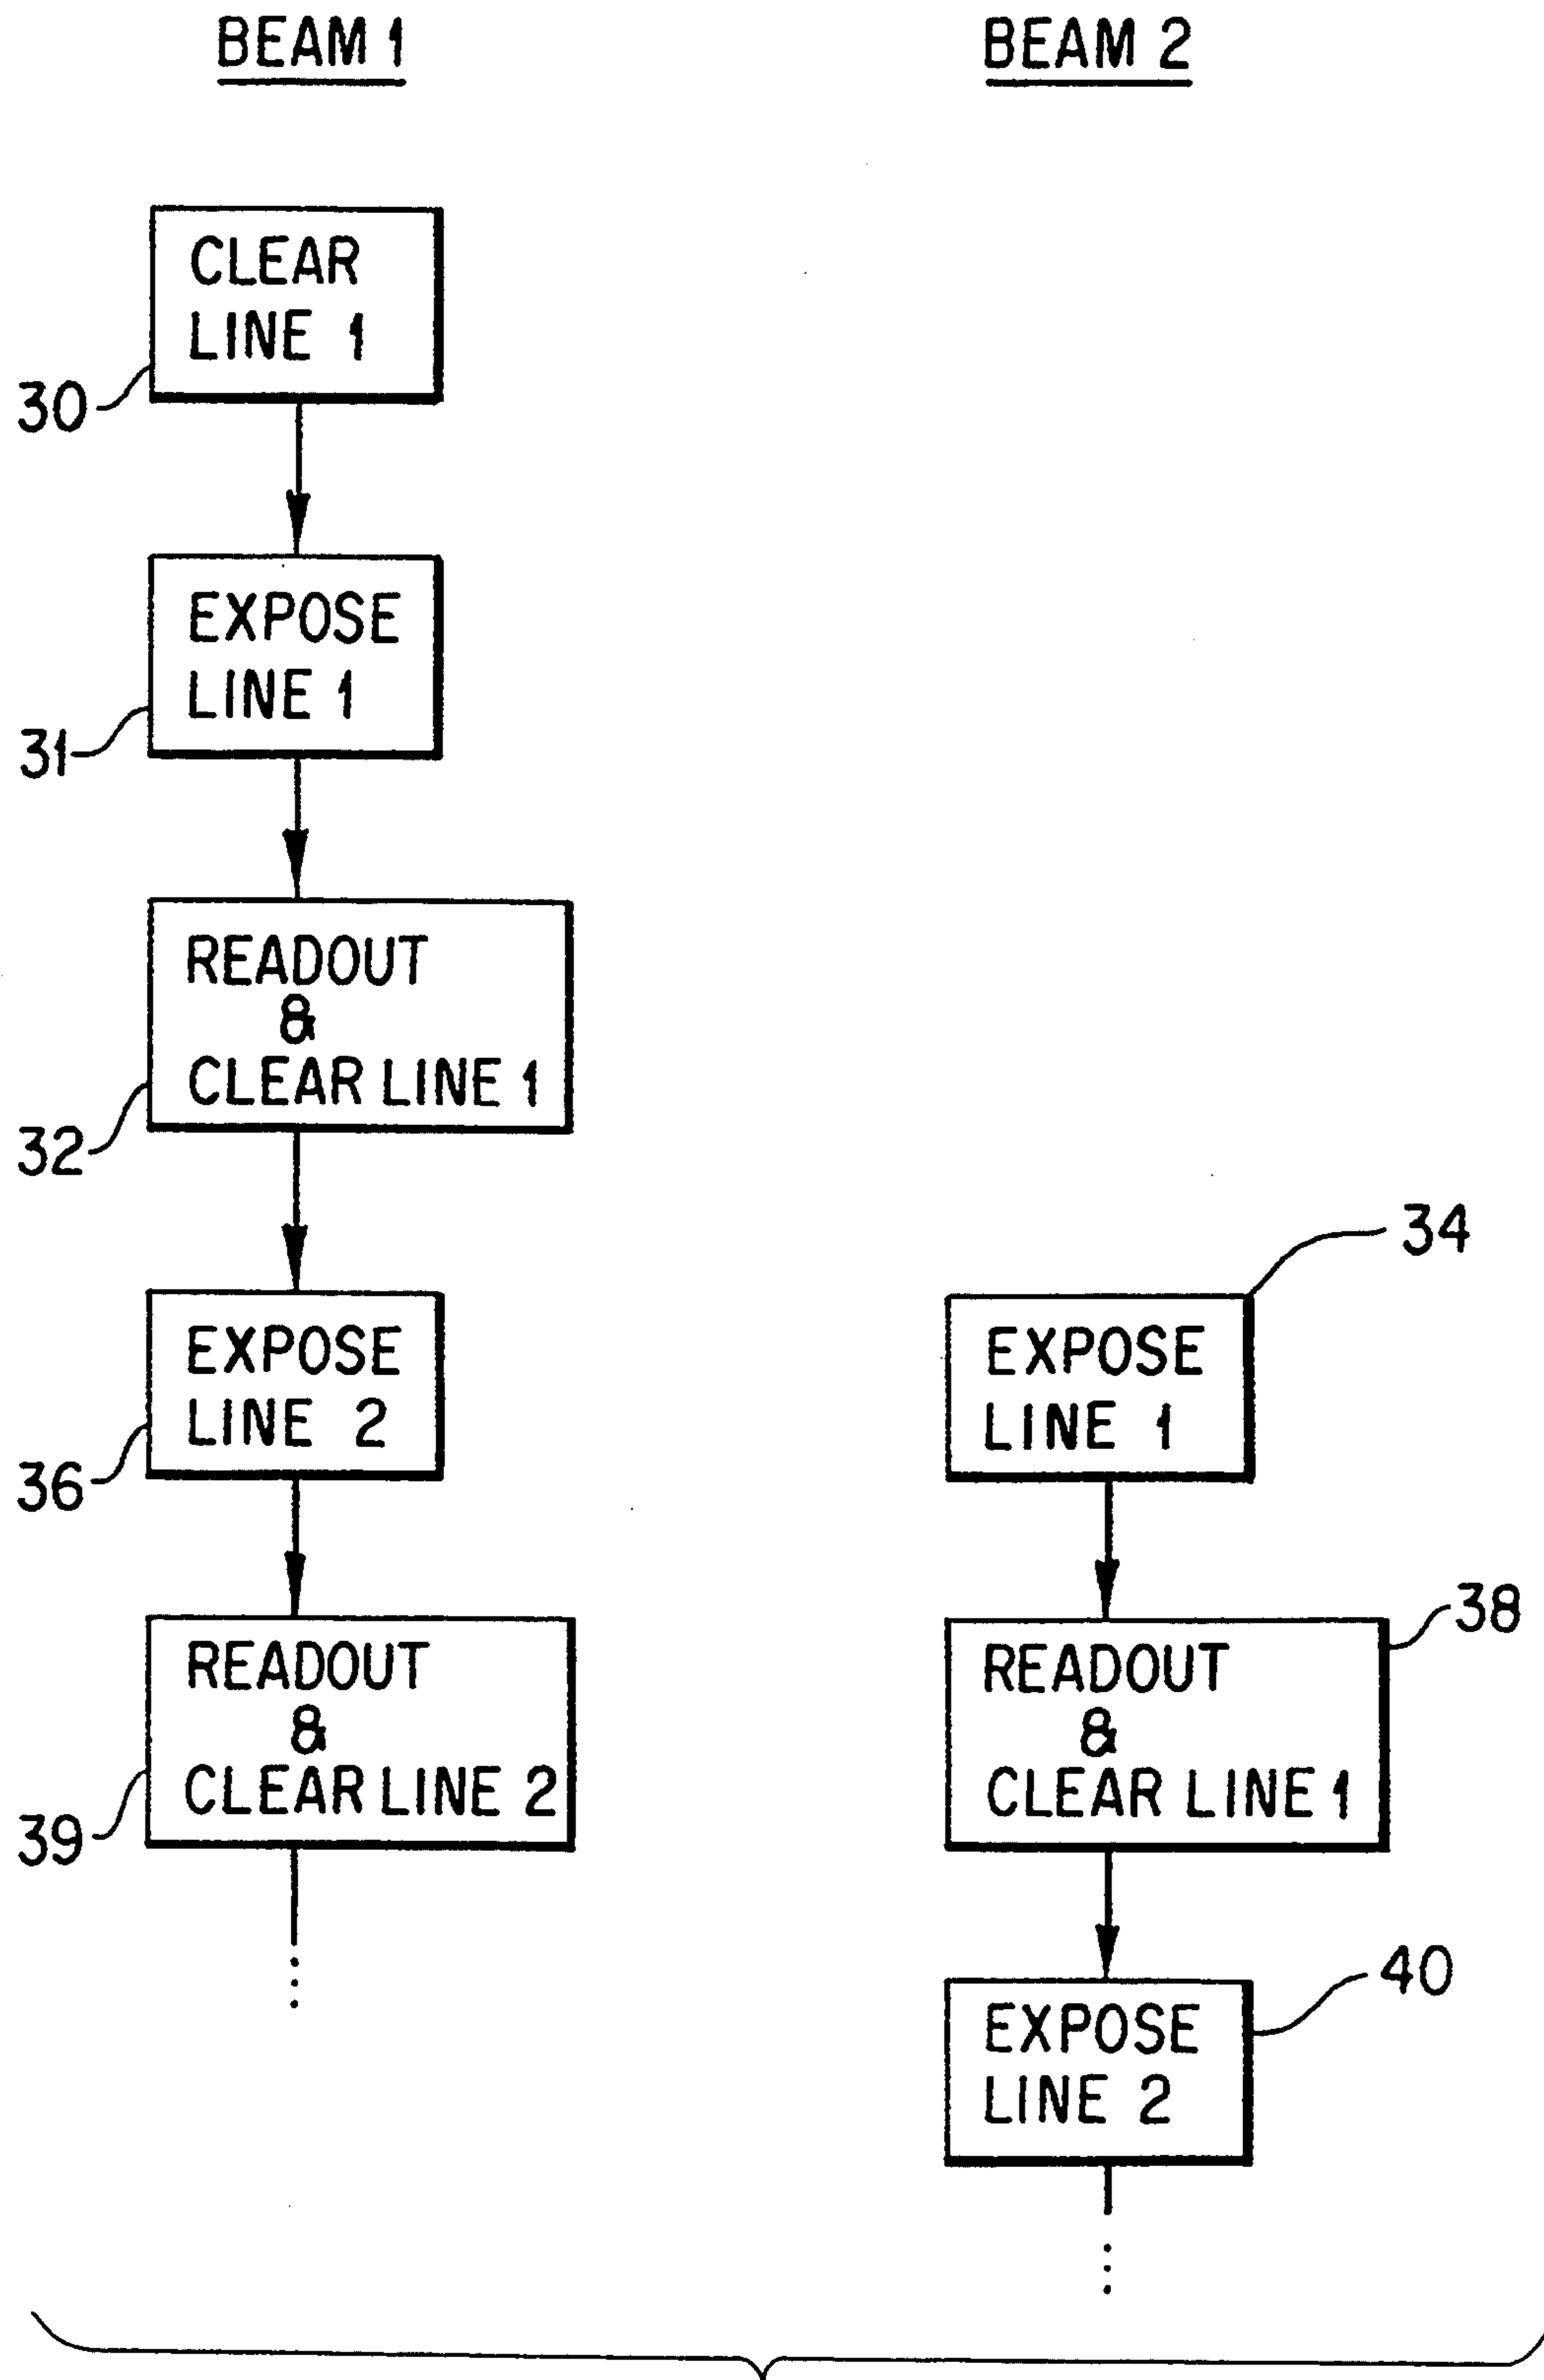 BEAM 1
BEAM 2
CLEAR
LINE 1
30
EXPOSE
LINE 1
31
READOUT
&
CLEAR LINE 1
32
EXPOSE
LINE 2
36
READOUT
&
CLEAR LINE 2
39
34
EXPOSE
LINE 1
38
READOUT
&
CLEAR LINE 1
40
EXPOSE
LINE 2